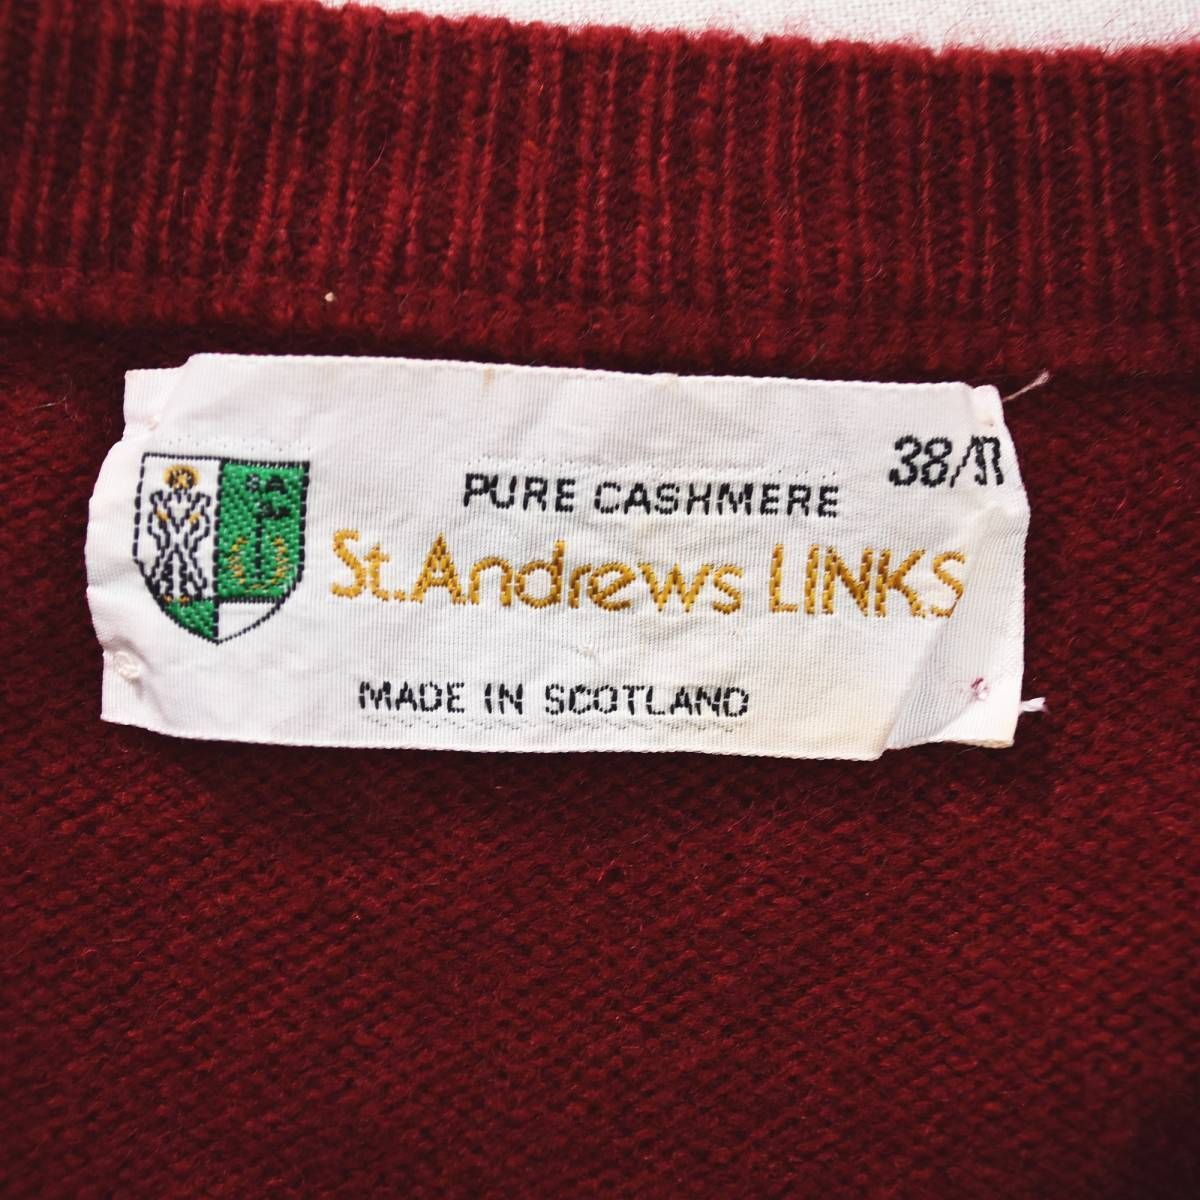 38/
PURE CASHMERE
St. Andrews LINKS
MADE IN SCOTLAND